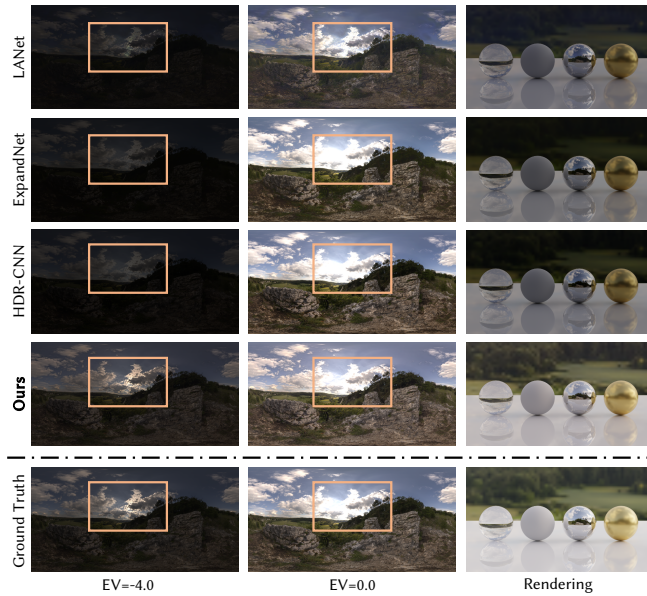 LANet
ExpandNet
HDR-CNN
Ours
Ground Truth
EV=-4.0
EV=0.0
Rendering